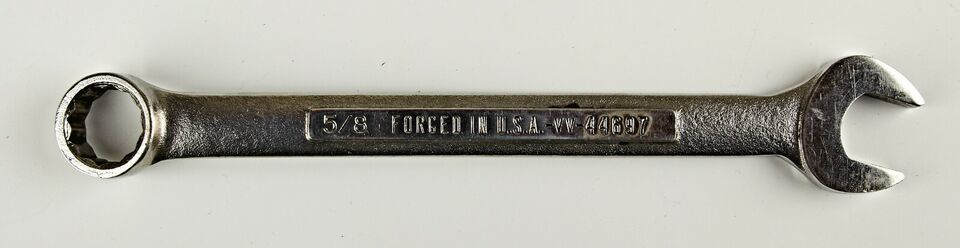 5/8 FORGED IN U.S.A.-VV-44697